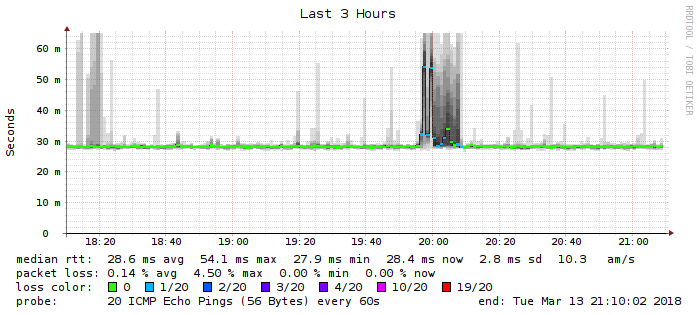 Last 3 Hours
RRDTOOL / TOBI OETIKER
Seconds
60 m
50 m
40 m
30 m
20 m
10 m
0
18:20 18:40 19:00 19:20 19:40 20:00 20:20 20:40 21:00
median rtt: 28.6 ms avg 54.1 ms max 27.9 ms min 28.4 ms now 2.8 ms sd 10.3 am/s
packet loss: 0.14 % avg 4.50 % max 0.00 % min 0.00 % now
loss color: 0 1/20 2/20 3/20 4/20 10/20 19/20
probe: 20 ICMP Echo Pings (56 Bytes) every 60s end: Tue Mar 13 21:10:02 2018